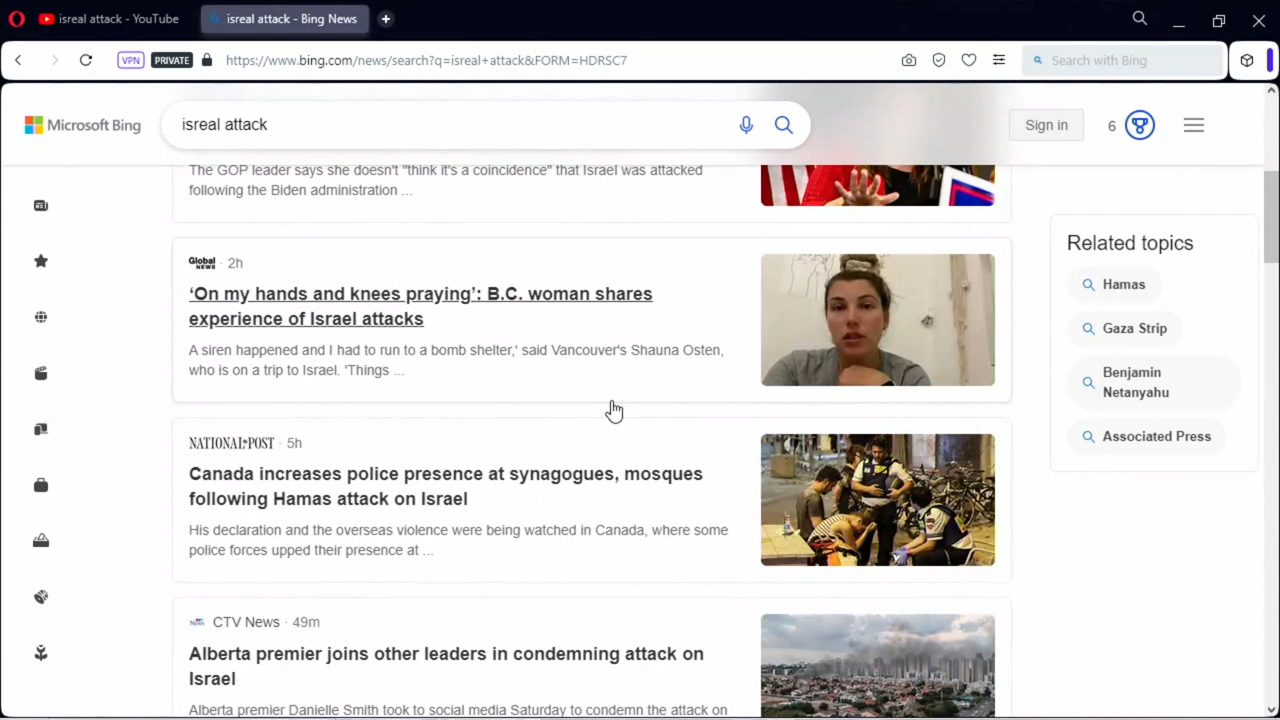 isreal attack - YouTube
isreal attack - Bing News
VPN
PRIVATE
https://www.bing.com/news/search?q=isreal+attack&FORM=HDRSC7
Search with Bing
Microsoft Bing
isreal attack
Sign in
6
The GOP leader says she doesn't "think it's a coincidence" that Israel was attacked
following the Biden administration ...
Global NEWS · 2h
‘On my hands and knees praying’: B.C. woman shares
experience of Israel attacks
A siren happened and I had to run to a bomb shelter,' said Vancouver's Shauna Osten,
who is on a trip to Israel. 'Things ...
NATIONAL POST · 5h
Canada increases police presence at synagogues, mosques
following Hamas attack on Israel
His declaration and the overseas violence were being watched in Canada, where some
police forces upped their presence at ...
CTV News · 49m
Alberta premier joins other leaders in condemning attack on
Israel
Alberta premier Danielle Smith took to social media Saturday to condemn the attack on
Related topics
Hamas
Gaza Strip
Benjamin
Netanyahu
Associated Press